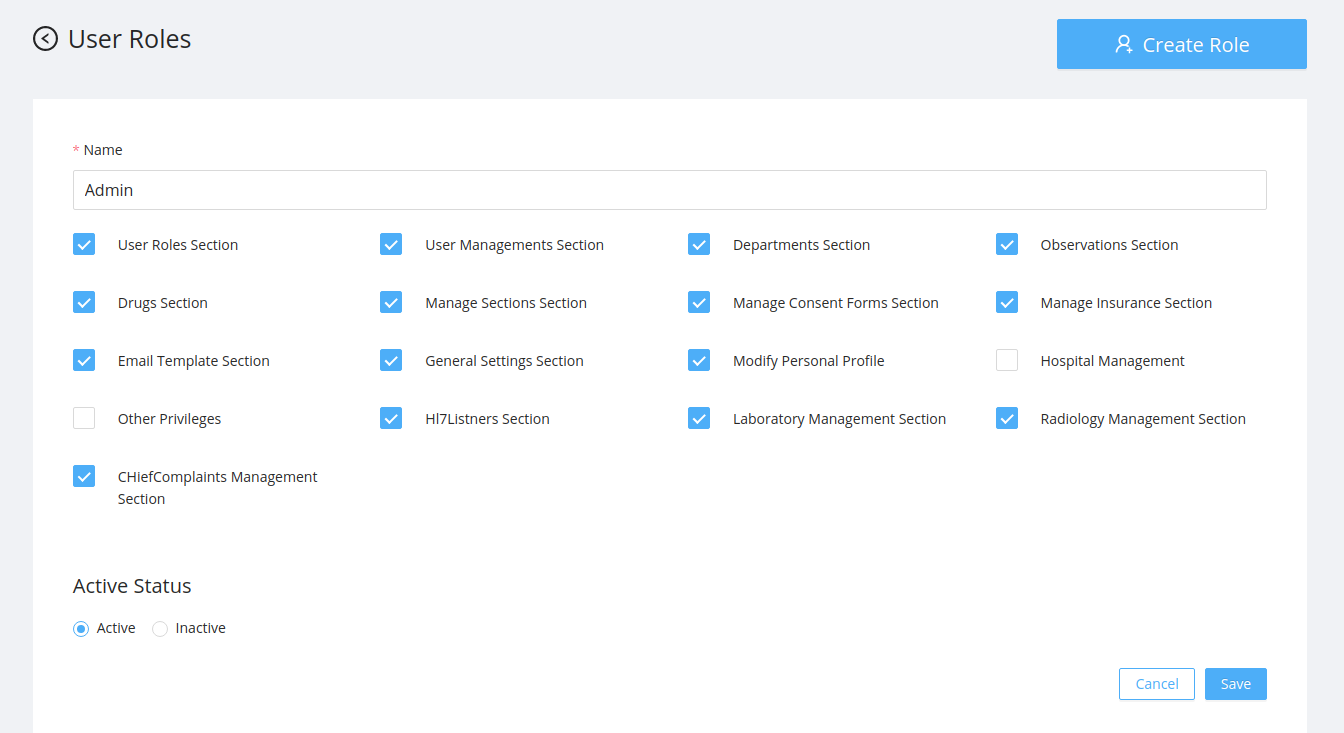 User Roles
Create Role
* Name
Admin
User Roles Section
User Managements Section
Departments Section
Observations Section
Drugs Section
Manage Sections Section
Manage Consent Forms Section
Manage Insurance Section
Email Template Section
General Settings Section
Modify Personal Profile
Hospital Management
Other Privileges
Hl7Listners Section
Laboratory Management Section
Radiology Management Section
CHiefComplaints Management
Section
Active Status
Active
Inactive
Cancel
Save